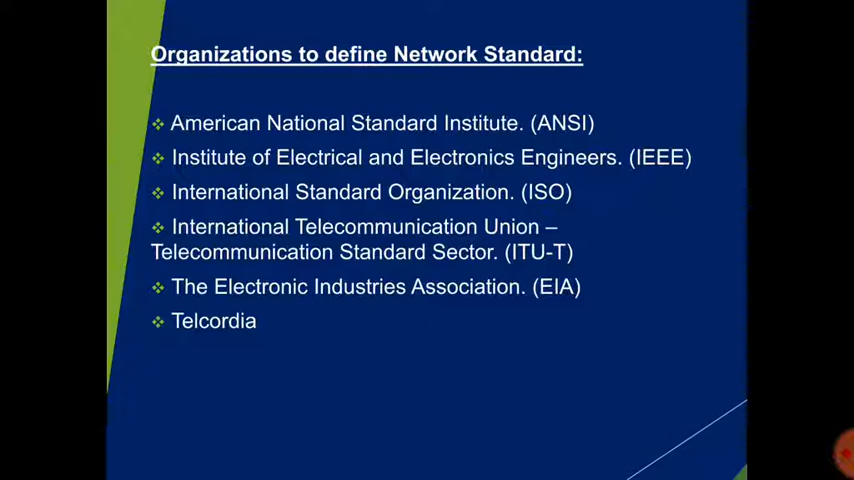 Organizations to define Network Standard:
American National Standard Institute. (ANSI)
Institute of Electrical and Electronics Engineers. (IEEE)
International Standard Organization. (ISO)
International Telecommunication Union –
Telecommunication Standard Sector. (ITU-T)
The Electronic Industries Association. (EIA)
Telcordia